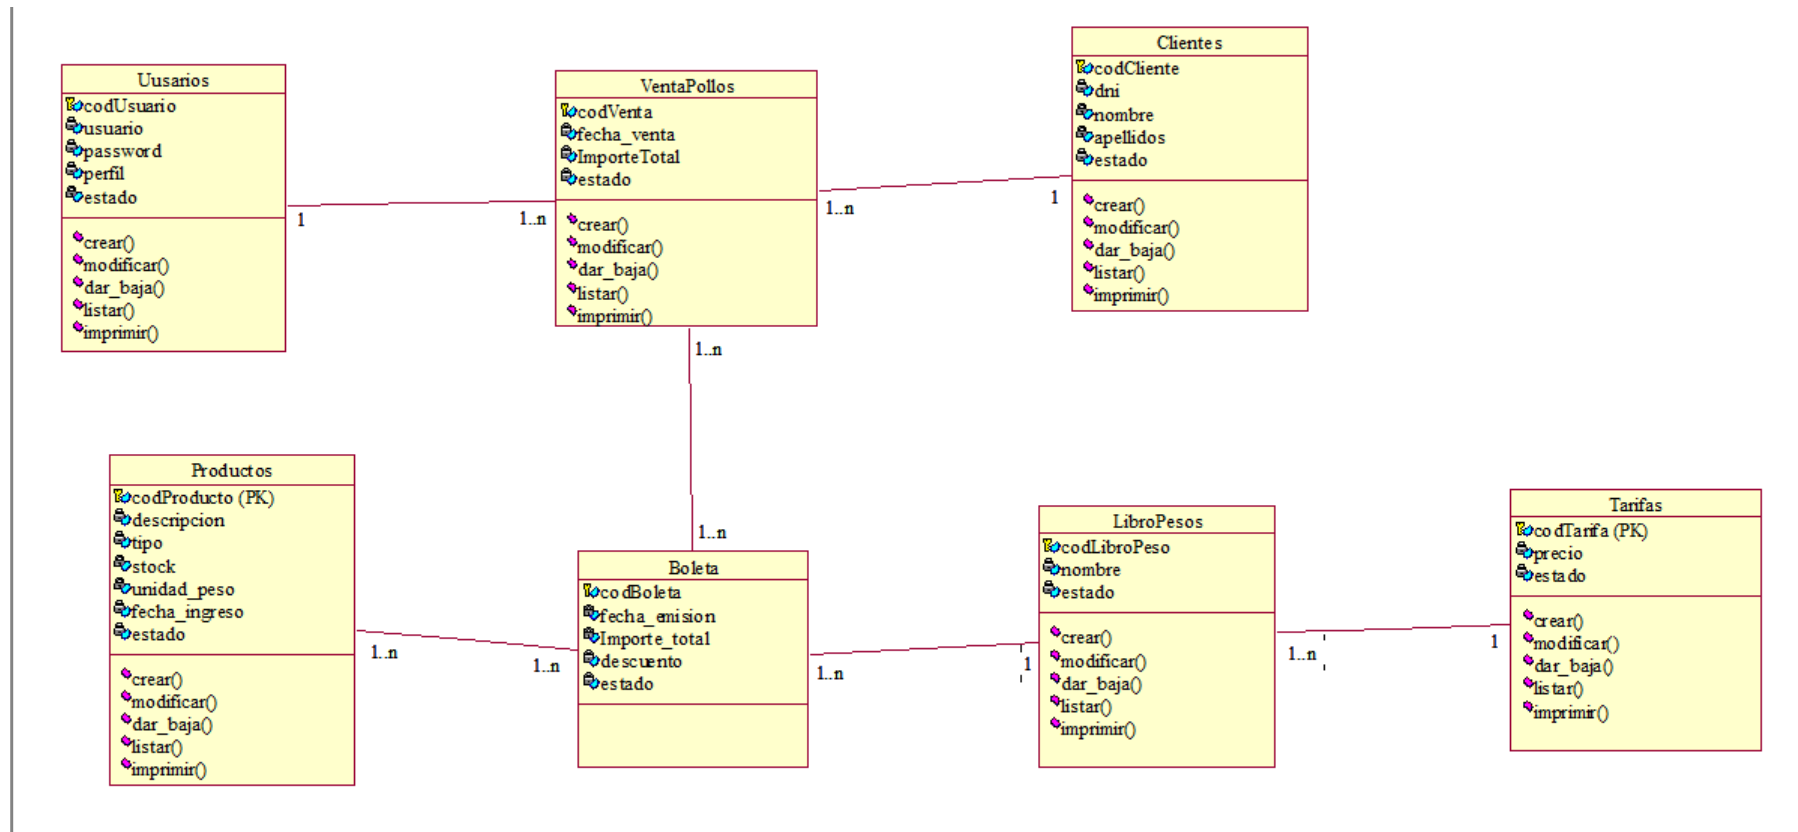 Uusarios
codUsuario
usuario
password
perfil
estado
crear()
modificar()
dar_baja()
listar()
imprimir()
1
1..n
VentaPollos
codVenta
fecha_venta
ImporteTotal
estado
crear()
modificar()
dar_baja()
listar()
imprimir()
1..n
1
Clientes
codCliente
dni
nombre
apellidos
estado
crear()
modificar()
dar_baja()
listar()
imprimir()
1..n
1..n
Productos
codProducto (PK)
descripcion
tipo
stock
unidad_peso
fecha_ingreso
estado
crear()
modificar()
dar_baja()
listar()
imprimir()
1..n
1..n
Boleta
codBoleta
fecha_emision
Importe_total
descuento
estado
1..n
1
LibroPesos
codLibroPeso
nombre
estado
crear()
modificar()
dar_baja()
listar()
imprimir()
1..n
1
Tarifas
codTarifa (PK)
precio
estado
crear()
modificar()
dar_baja()
listar()
imprimir()